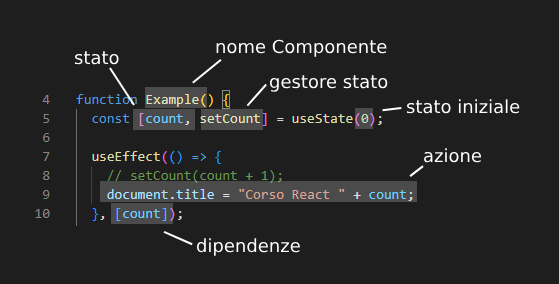 nome Componente
stato
gestore stato
4 function Example() {
5 const [count, setCount] = useState(0);
stato iniziale
6
7 useEffect(() => {
azione
8 // setCount(count + 1);
9 document.title = "Corso React " + count;
10 }, [count]);
dipendenze